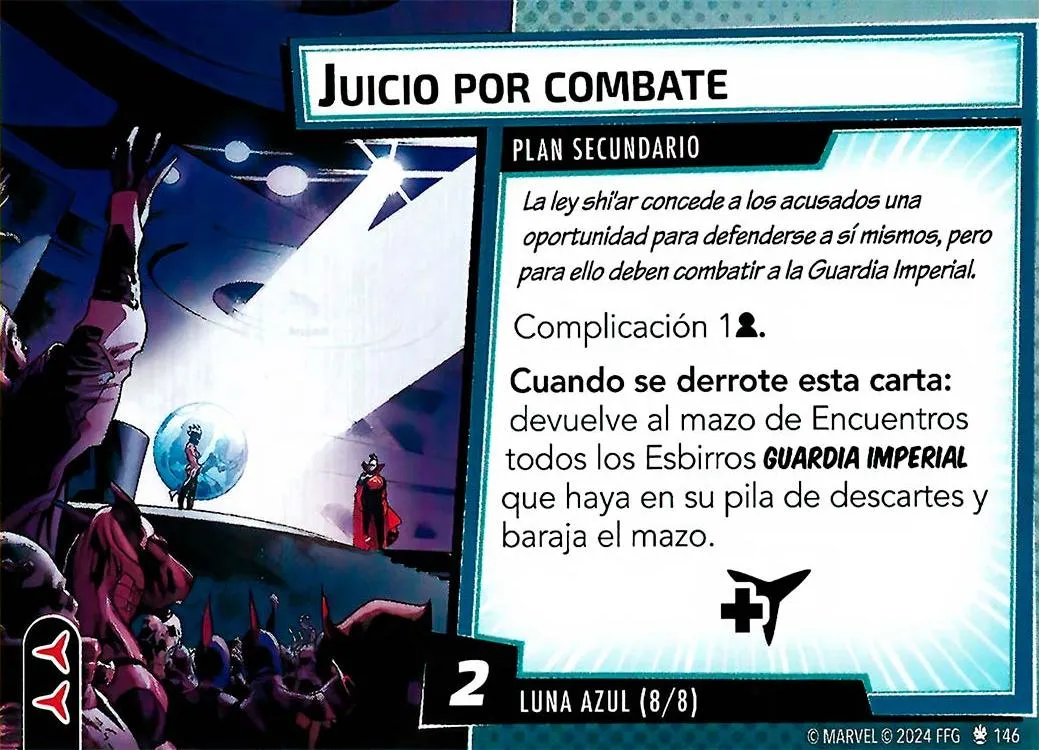 JUICIO POR COMBATE
PLAN SECUNDARIO
La ley shi'ar concede a los acusados una
oportunidad para defenderse a sí mismos, pero
para ello deben combatir a la Guardia Imperial.
Complicación 1.
Cuando se derrote esta carta:
devuelve al mazo de Encuentros
todos los Esbirros GUARDIA IMPERIAL
que haya en su pila de descartes y
baraja el mazo.
2
LUNA AZUL (8/8)
© MARVEL © 2024 FFG 146